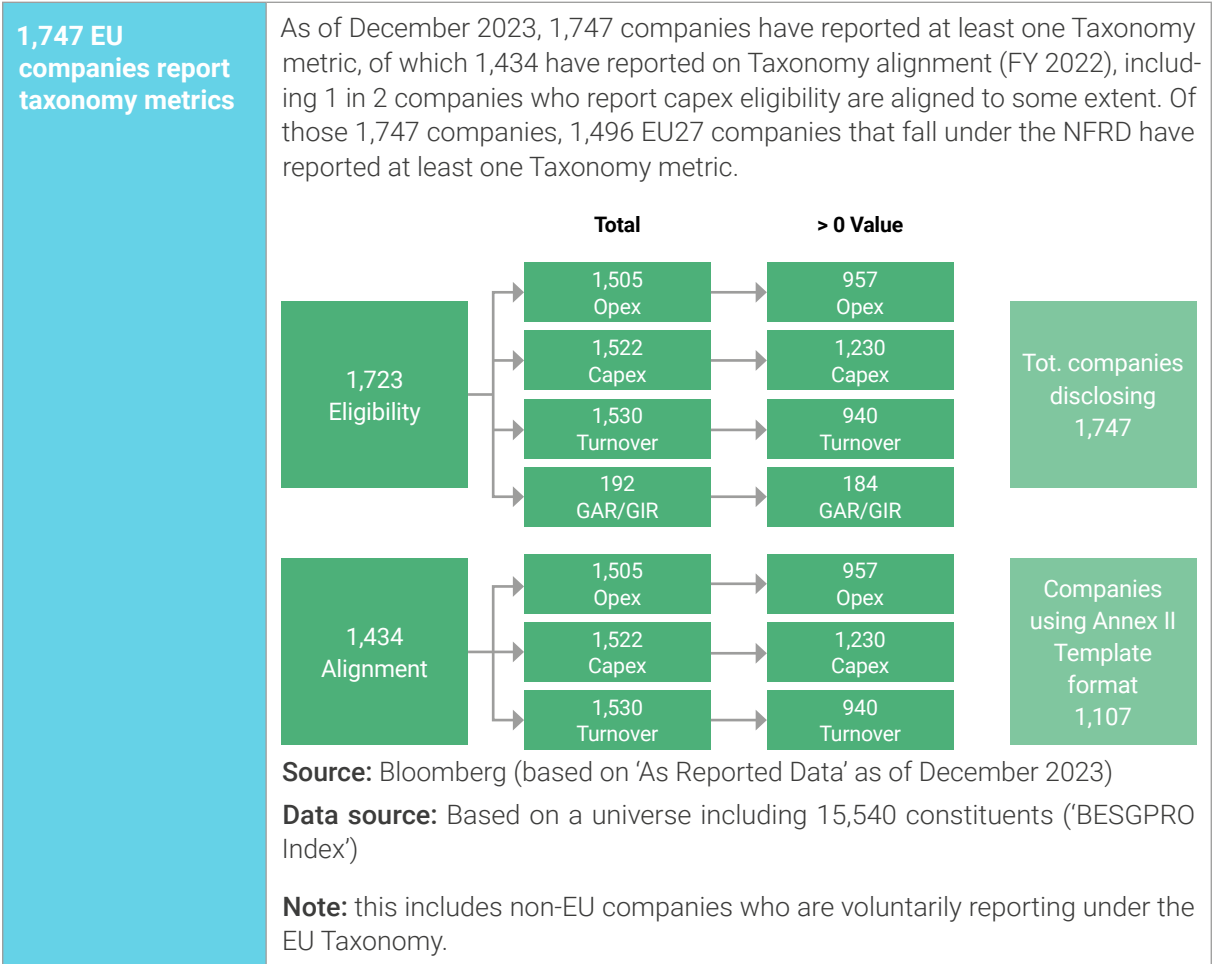 1,747 EU
companies report
taxonomy metrics
As of December 2023, 1,747 companies have reported at least one Taxonomy
metric, of which 1,434 have reported on Taxonomy alignment (FY 2022), includ-
ing 1 in 2 companies who report capex eligibility are aligned to some extent. Of
those 1,747 companies, 1,496 EU27 companies that fall under the NFRD have
reported at least one Taxonomy metric.
Total
> 0 Value
1,723
Eligibility
1,505
Opex
957
Opex
1,522
Capex
1,230
Capex
1,530
Turnover
940
Turnover
192
GAR/GIR
184
GAR/GIR
Tot. companies
disclosing
1,747
1,434
Alignment
1,505
Opex
957
Opex
1,522
Capex
1,230
Capex
1,530
Turnover
940
Turnover
Companies
using Annex II
Template
format
1,107
Source: Bloomberg (based on ‘As Reported Data’ as of December 2023)
Data source: Based on a universe including 15,540 constituents (‘BESGPRO
Index’)
Note: this includes non-EU companies who are voluntarily reporting under the
EU Taxonomy.